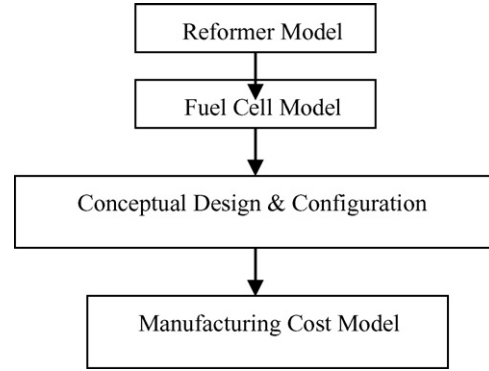 Reformer Model
Fuel Cell Model
Conceptual Design & Configuration
Manufacturing Cost Model